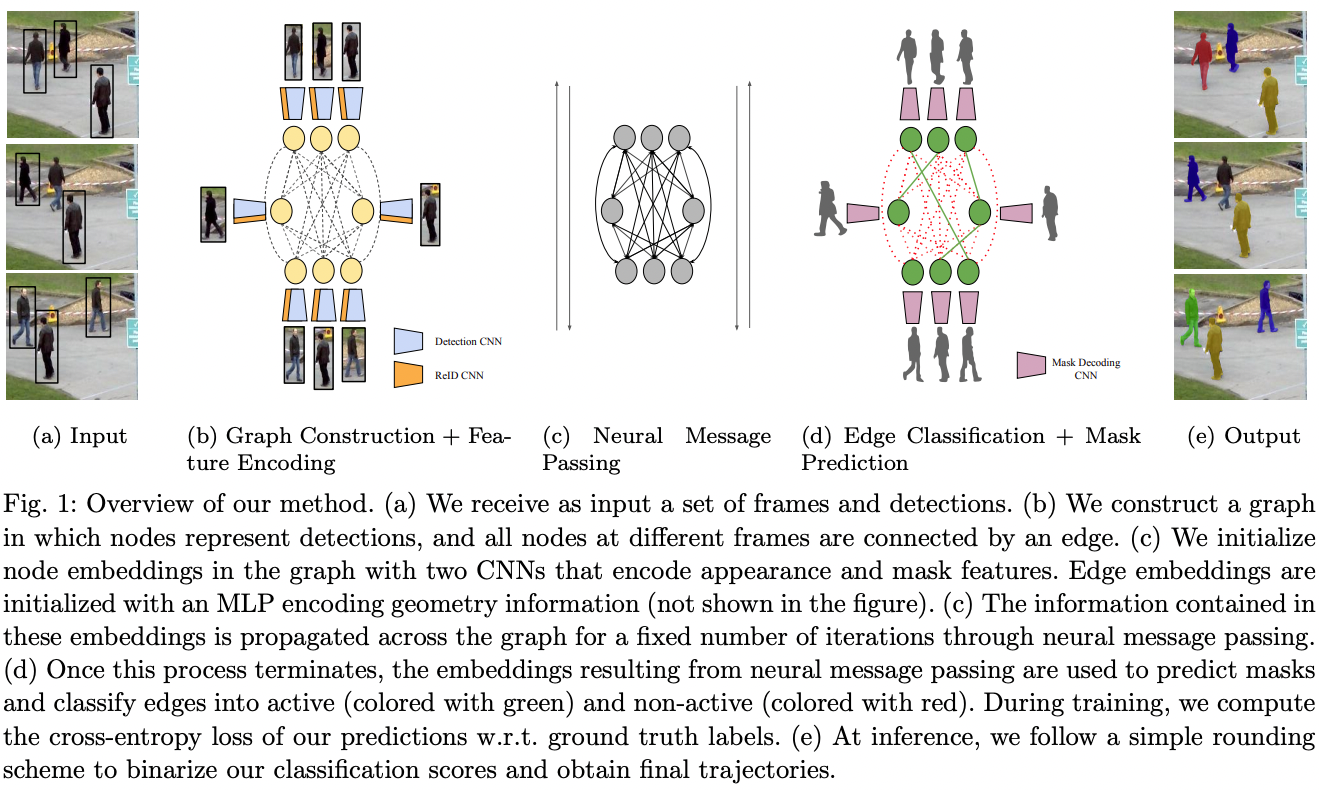 Detection CNN
ReID CNN
Mask Decoding
CNN
(a) Input
(b) Graph Construction + Fea-
ture Encoding
(c) Neural Message
Passing
(d) Edge Classification + Mask
Prediction
(e) Output
Fig. 1: Overview of our method. (a) We receive as input a set of frames and detections. (b) We construct a graph
in which nodes represent detections, and all nodes at different frames are connected by an edge. (c) We initialize
node embeddings in the graph with two CNNs that encode appearance and mask features. Edge embeddings are
initialized with an MLP encoding geometry information (not shown in the figure). (c) The information contained in
these embeddings is propagated across the graph for a fixed number of iterations through neural message passing.
(d) Once this process terminates, the embeddings resulting from neural message passing are used to predict masks
and classify edges into active (colored with green) and non-active (colored with red). During training, we compute
the cross-entropy loss of our predictions w.r.t. ground truth labels. (e) At inference, we follow a simple rounding
scheme to binarize our classification scores and obtain final trajectories.